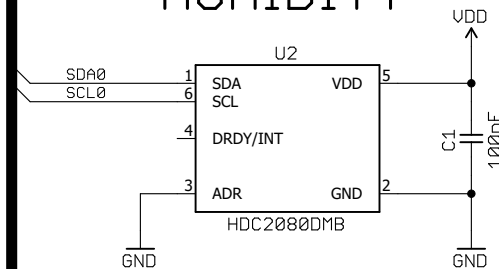 HUMIDITY
VDD
U2
SDA0 1 SDA VDD 5
SCL0 6 SCL
C1
100nF
4 DRDY/INT
3 ADR GND 2
HDC2080DMB
GND GND